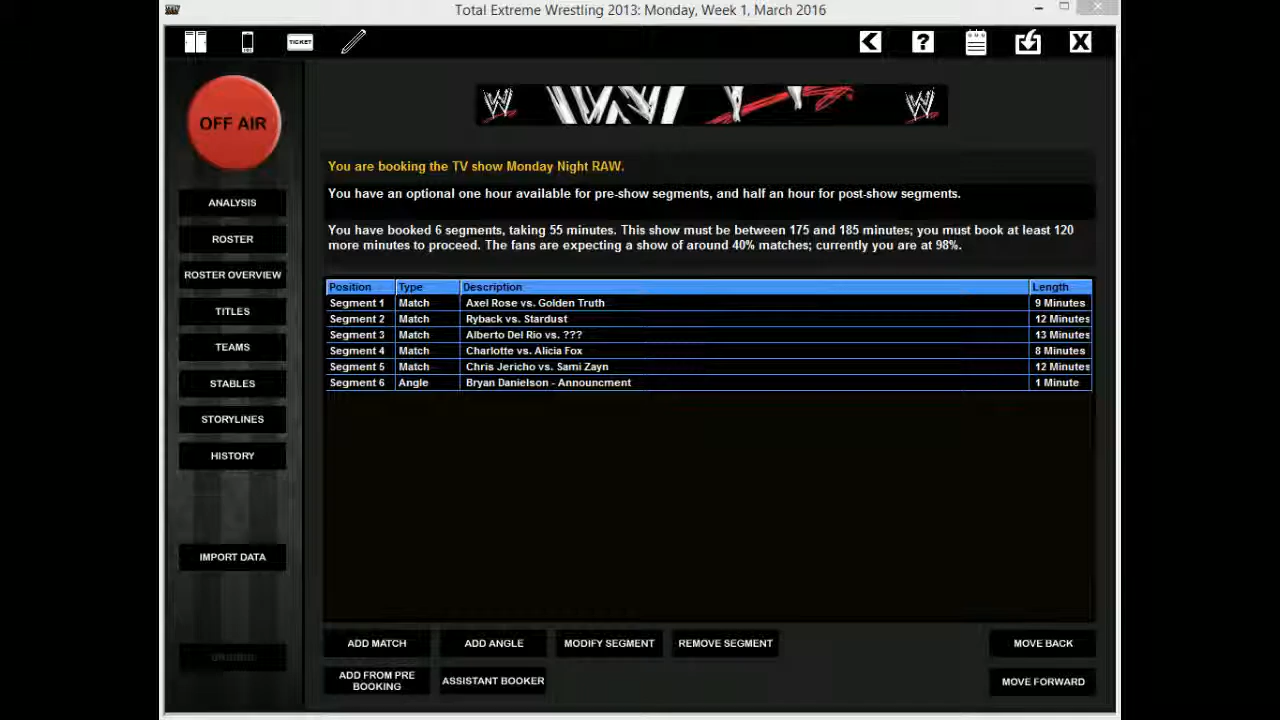 Total Extreme Wrestling 2013: Monday, Week 1, March 2016
TICKET
?
X
OFF AIR
You are booking the TV show Monday Night RAW.
You have an optional one hour available for pre-show segments, and half an hour for post-show segments.
You have booked 6 segments, taking 55 minutes. This show must be between 175 and 185 minutes; you must book at least 120
more minutes to proceed. The fans are expecting a show of around 40% matches; currently you are at 98%.
ANALYSIS
ROSTER
ROSTER OVERVIEW
TITLES
TEAMS
STABLES
STORYLINES
HISTORY
IMPORT DATA
Position Type Description Length
Segment 1 Match Axel Rose vs. Golden Truth 9 Minutes
Segment 2 Match Ryback vs. Stardust 12 Minutes
Segment 3 Match Alberto Del Rio vs. ??? 13 Minutes
Segment 4 Match Charlotte vs. Alicia Fox 8 Minutes
Segment 5 Match Chris Jericho vs. Sami Zayn 12 Minutes
Segment 6 Angle Bryan Danielson - Announcment 1 Minute
ADD MATCH ADD ANGLE MODIFY SEGMENT REMOVE SEGMENT MOVE BACK
ADD FROM PRE
BOOKING
ASSISTANT BOOKER MOVE FORWARD